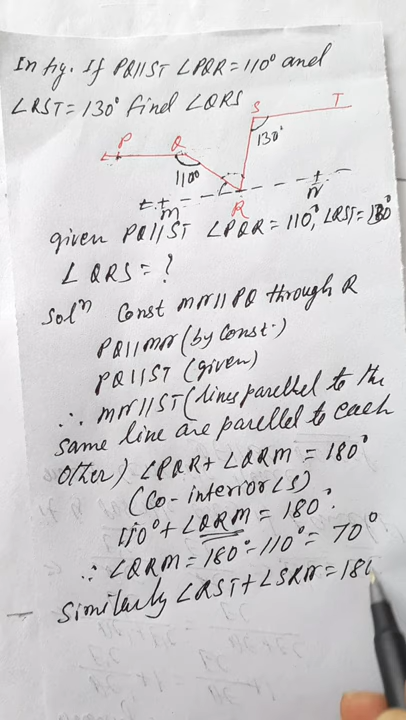 In fig. If PQ||ST ∠PQR = 110° and
∠RST = 130° find ∠QRS
S T
P Q 130°
110°
M R N
given PQ||ST ∠PQR = 110°, ∠RST = 130°
∠QRS = ?
Solⁿ Const MN||PQ through R
PQ||MN (by Const.)
PQ||ST (given)
∴ MN||ST (lines parellel to the
same line are parellel to each
other) ∠PQR + ∠QRM = 180°
(Co-interior ∠s)
110° + ∠QRM = 180°
∴ ∠QRM = 180° - 110° = 70°
Similarly ∠RST + ∠SRN = 180